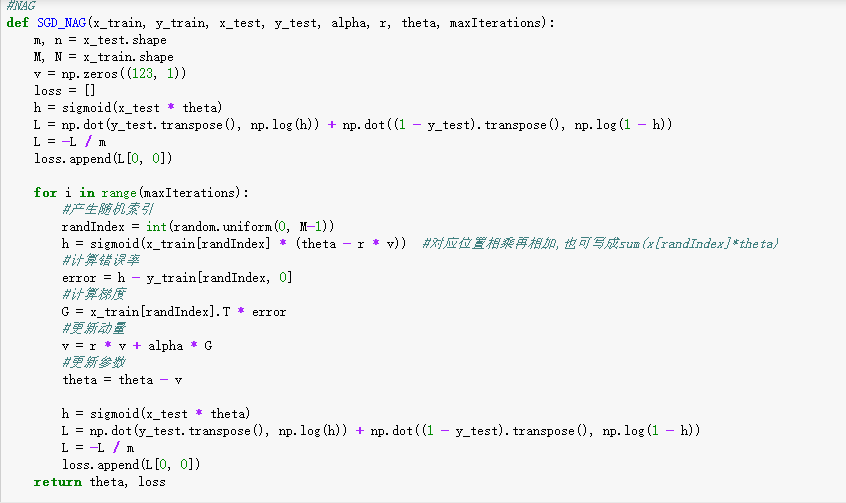 #NAG
def SGD_NAG(x_train, y_train, x_test, y_test, alpha, r, theta, maxIterations):
    m, n = x_test.shape
    M, N = x_train.shape
    v = np.zeros((123, 1))
    loss = []
    h = sigmoid(x_test * theta)
    L = np.dot(y_test.transpose(), np.log(h)) + np.dot((1 - y_test).transpose(), np.log(1 - h))
    L = -L / m
    loss.append(L[0, 0])

    for i in range(maxIterations):
        #产生随机索引
        randIndex = int(random.uniform(0, M-1))
        h = sigmoid(x_train[randIndex] * (theta - r * v))  #对应位置相乘再相加,也可写成sum(x[randIndex]*theta)
        #计算错误率
        error = h - y_train[randIndex, 0]
        #计算梯度
        G = x_train[randIndex].T * error
        #更新动量
        v = r * v + alpha * G
        #更新参数
        theta = theta - v

        h = sigmoid(x_test * theta)
        L = np.dot(y_test.transpose(), np.log(h)) + np.dot((1 - y_test).transpose(), np.log(1 - h))
        L = -L / m
        loss.append(L[0, 0])
    return theta, loss